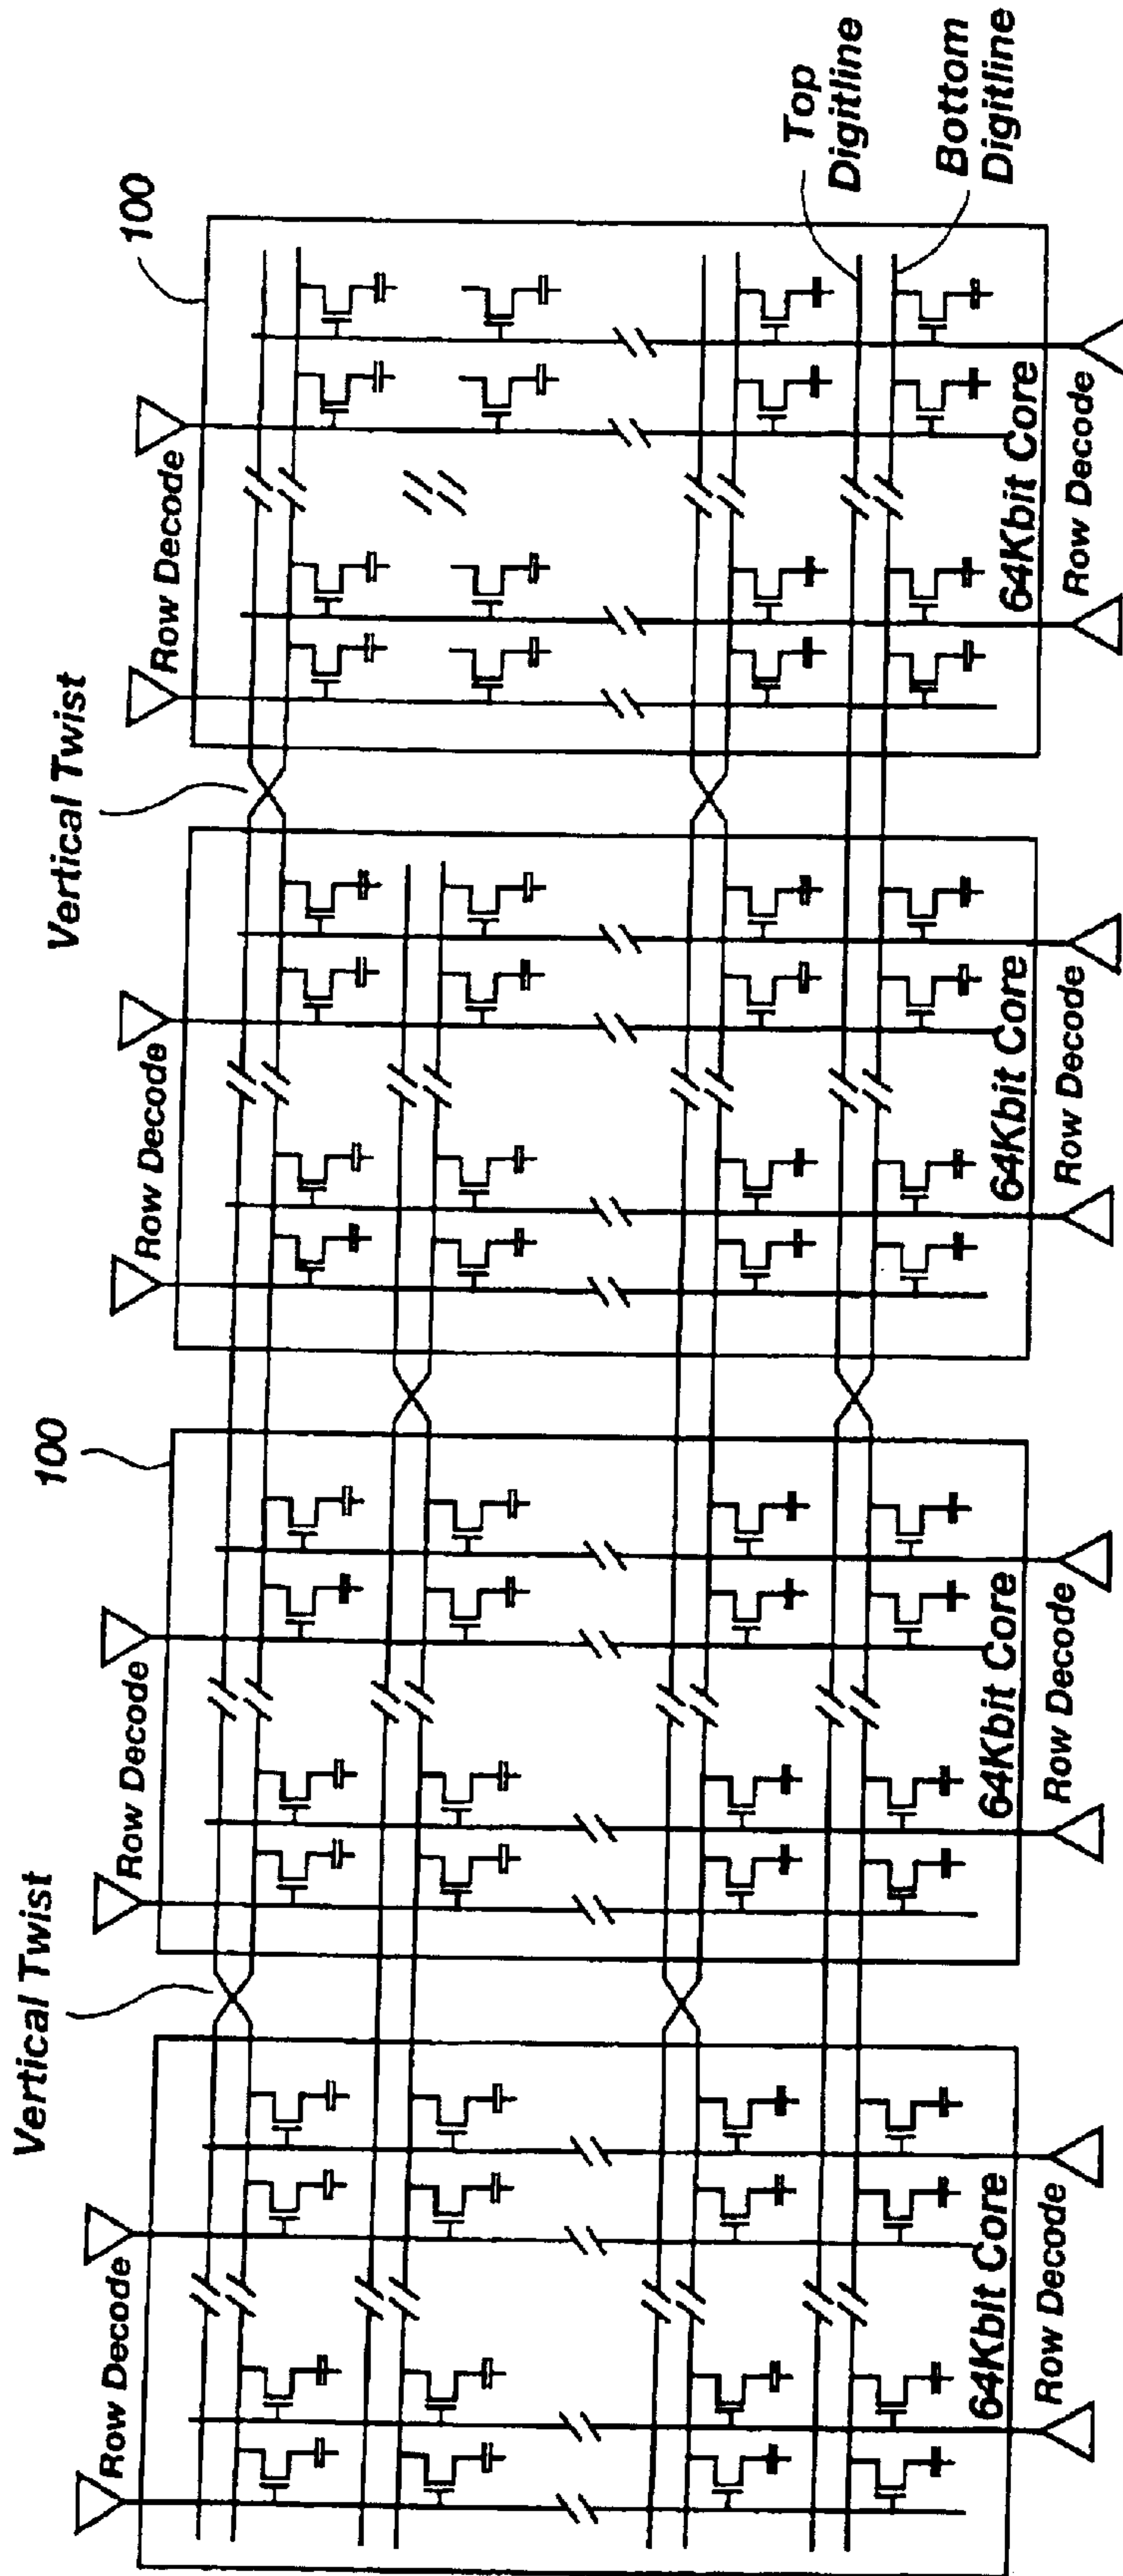 Vertical Twist
Vertical Twist
100
100
Row Decode
Row Decode
Row Decode
Row Decode
Top
Digitline
Bottom
Digitline
64Kbit Core
64Kbit Core
64Kbit Core
64Kbit Core
Row Decode
Row Decode
Row Decode
Row Decode